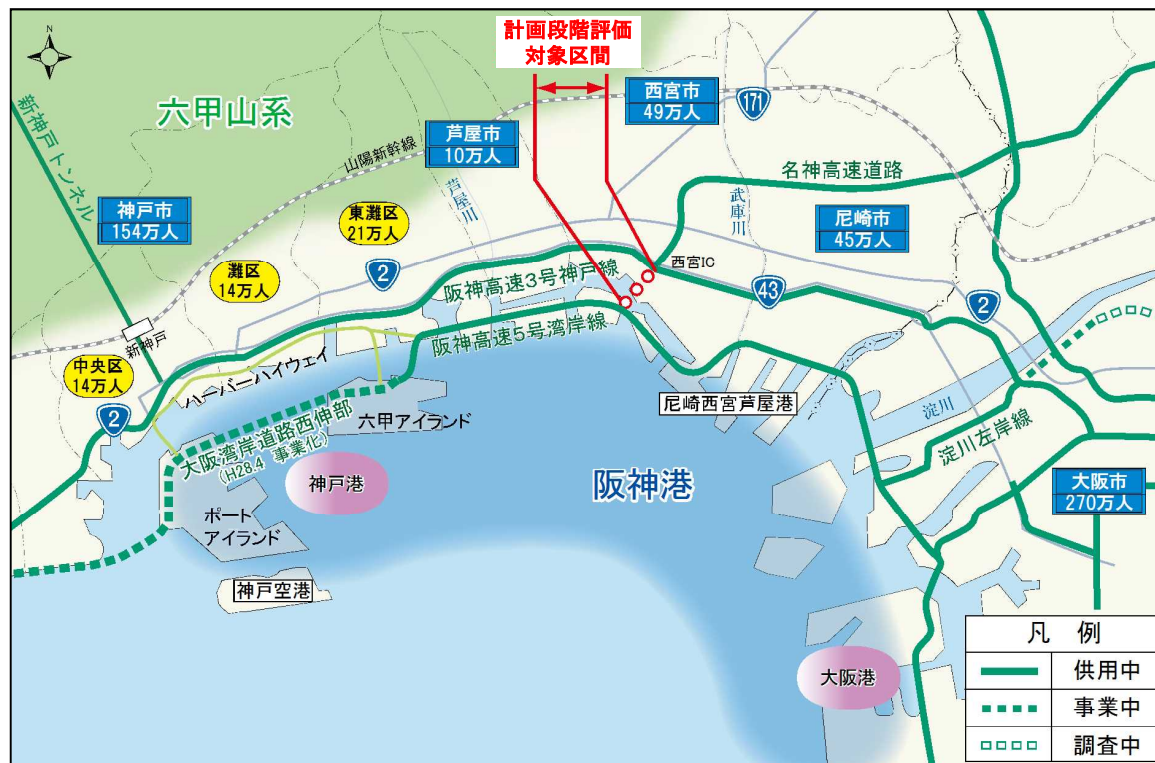 N
計画段階評価
対象区間
六甲山系
新神戸トンネル
山陽新幹線
芦屋市
10万人
西宮市
49万人
171
名神高速道路
芦屋川
武庫川
神戸市
154万人
東灘区
21万人
尼崎市
45万人
灘区
14万人
2
阪神高速3号神戸線
西宮IC
43
2
阪神高速5号湾岸線
新神戸
中央区
14万人
2
ハーバーハイウェイ
六甲アイランド
尼崎西宮芦屋港
淀川
淀川左岸線
大阪湾岸道路西伸部
(H28.4 事業化)
神戸港
阪神港
大阪市
270万人
ポート
アイランド
神戸空港
大阪港
凡 例
供用中
事業中
調査中